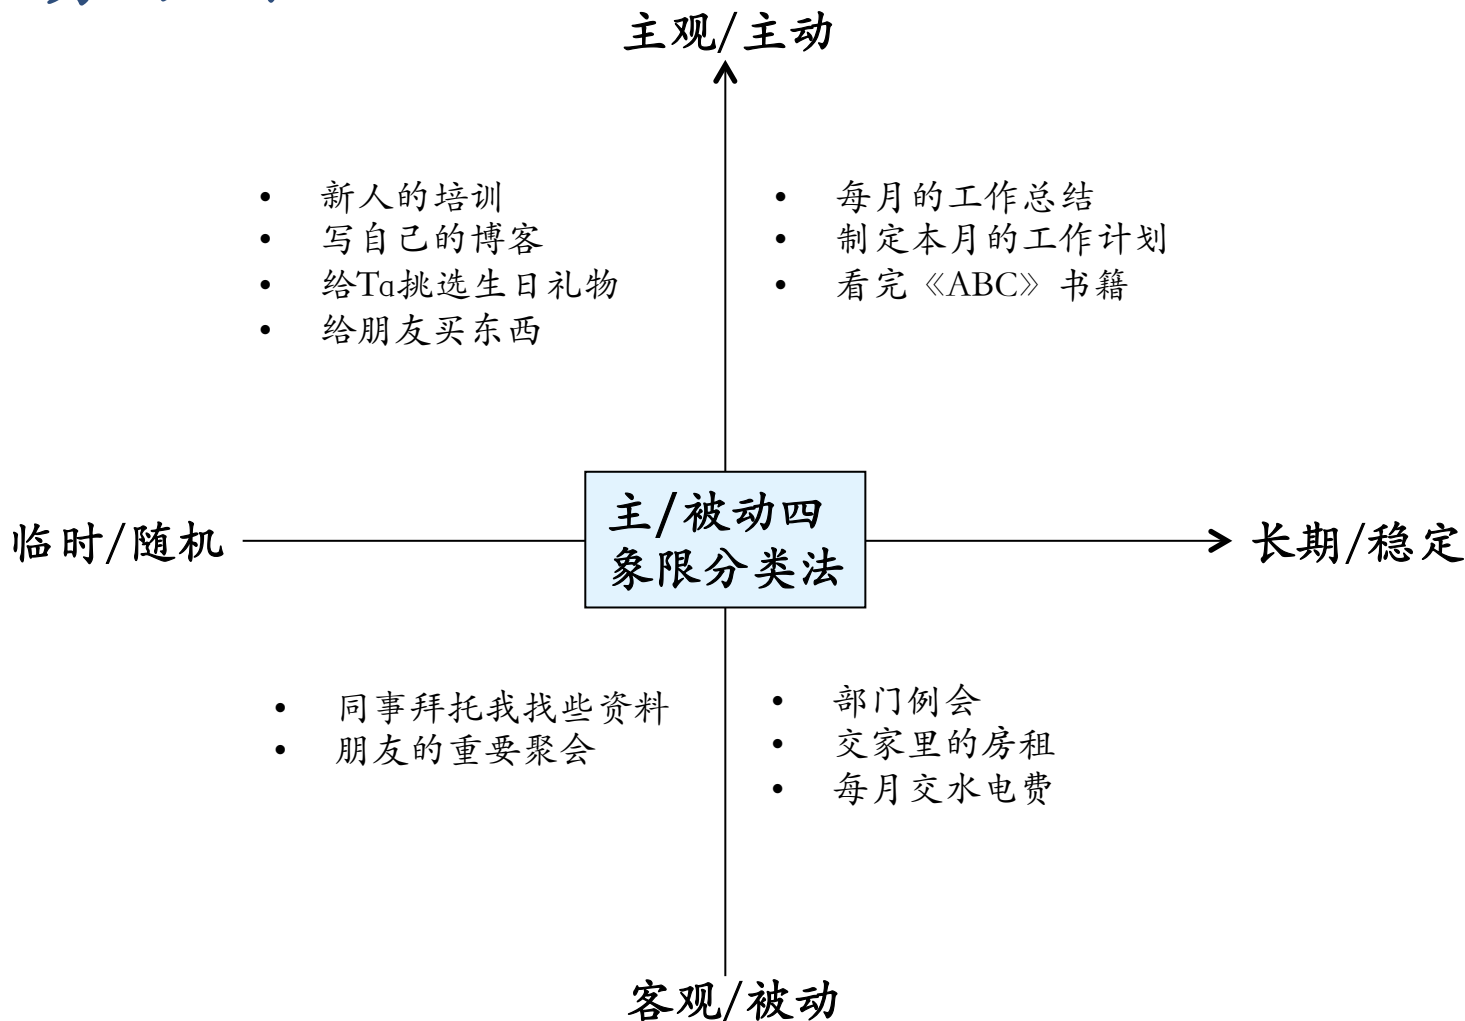 主观/主动
• 新人的培训
• 写自己的博客
• 给Ta挑选生日礼物
• 给朋友买东西
• 每月的工作总结
• 制定本月的工作计划
• 看完《ABC》书籍
临时/随机
主/被动四
象限分类法
长期/稳定
• 同事拜托我找些资料
• 朋友的重要聚会
• 部门例会
• 交家里的房租
• 每月交水电费
客观/被动